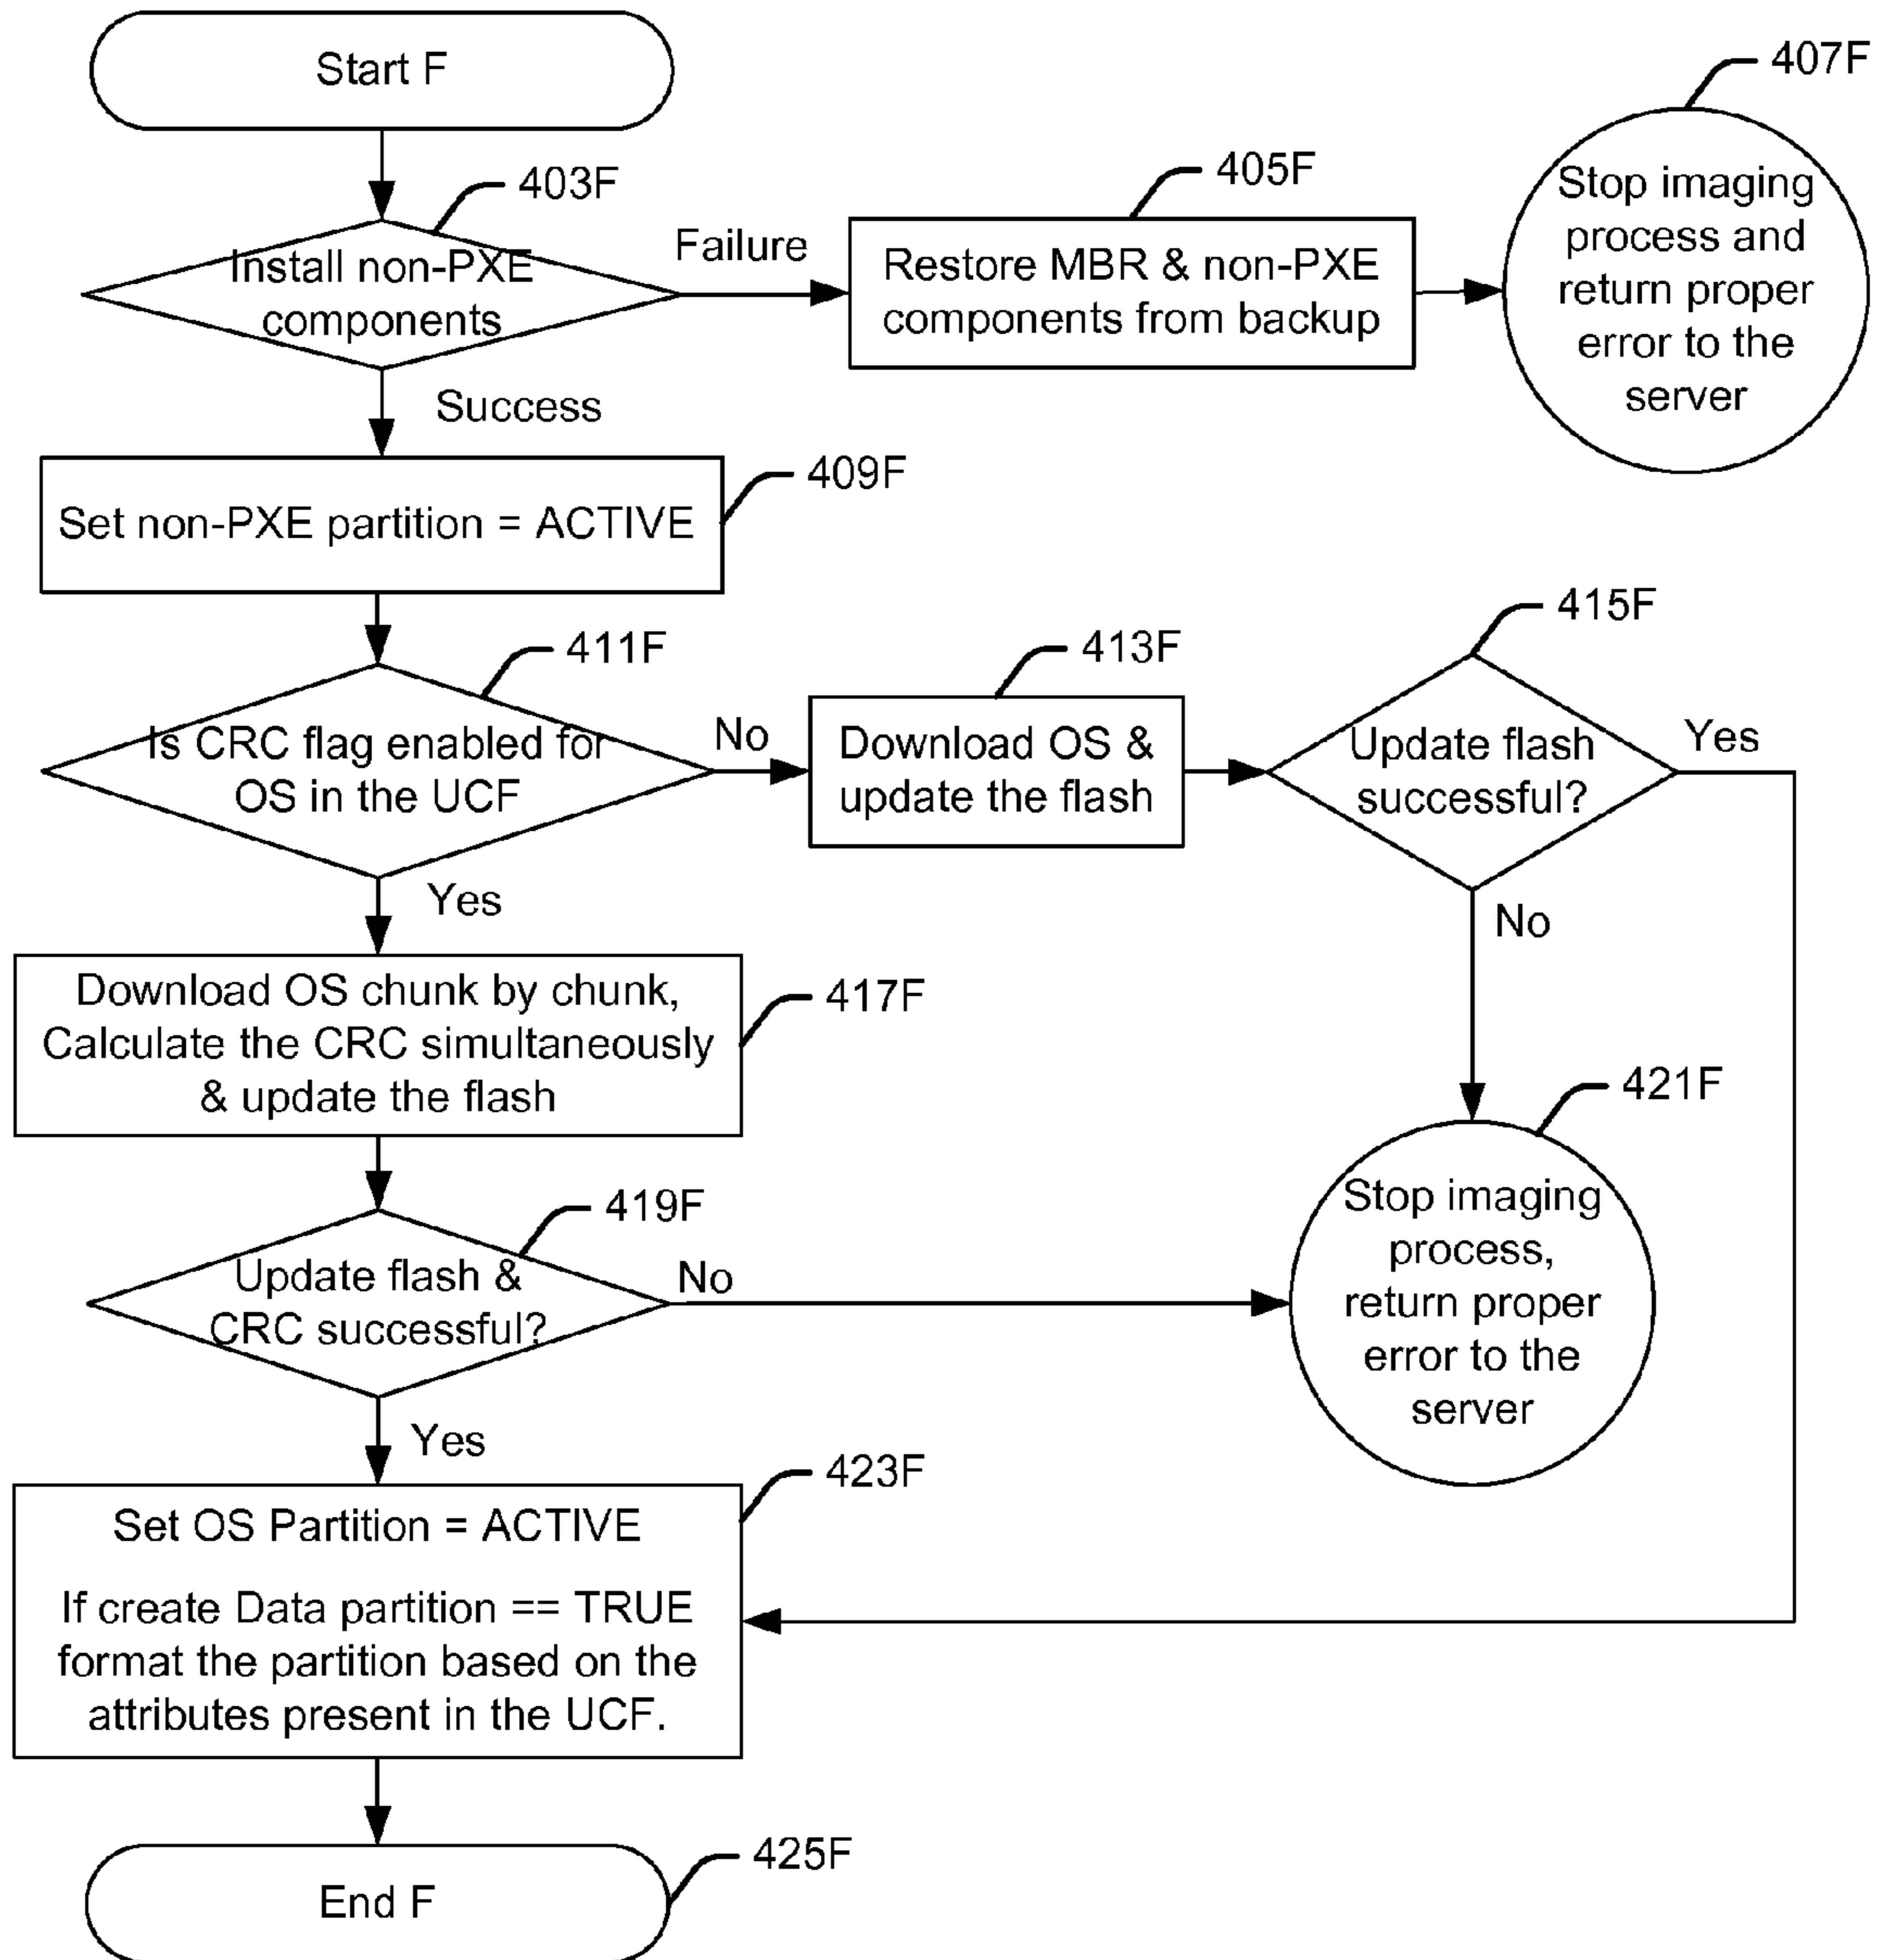 Start F
407F
403F
405F
Stop imaging
process and
return proper
error to the
server
Install non-PXE
components
Failure
Restore MBR & non-PXE
components from backup
Success
409F
Set non-PXE partition = ACTIVE
411F
413F
415F
Is CRC flag enabled for
OS in the UCF
No
Download OS &
update the flash
Update flash
successful?
Yes
Yes
No
Download OS chunk by chunk,
Calculate the CRC simultaneously
& update the flash
417F
421F
419F
Stop imaging
process,
return proper
error to the
server
Update flash &
CRC successful?
No
Yes
423F
Set OS Partition = ACTIVE
If create Data partition == TRUE
format the partition based on the
attributes present in the UCF.
425F
End F